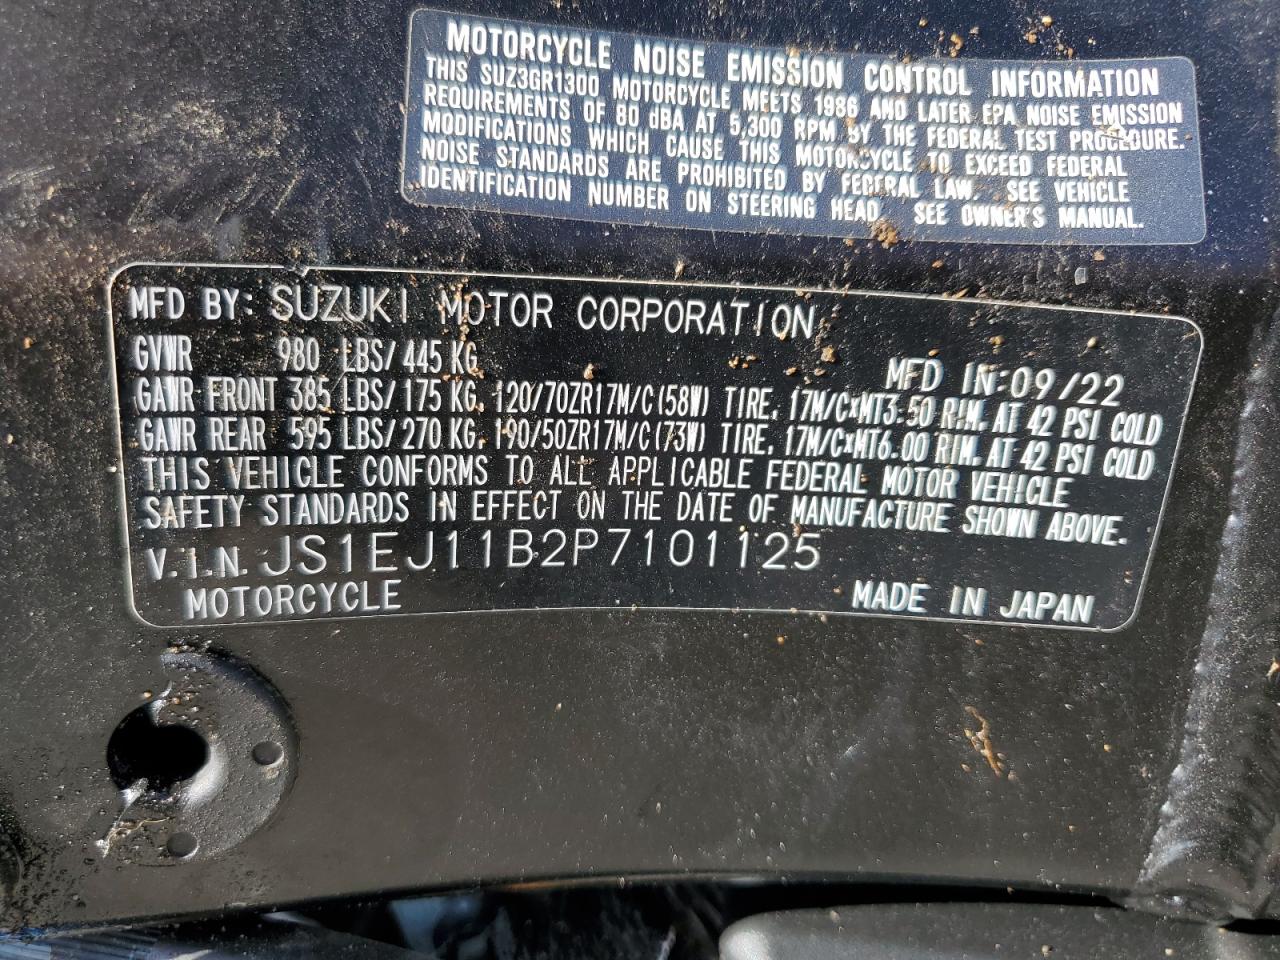 MOTORCYCLE NOISE EMISSION CONTROL INFORMATION
THIS SUZ3GR1300 MOTORCYCLE MEETS 1986 AND LATER EPA NOISE EMISSION
REQUIREMENTS OF 80 dBA AT 5,300 RPM BY THE FEDERAL TEST PROCEDURE.
MODIFICATIONS WHICH CAUSE THIS MOTORCYCLE TO EXCEED FEDERAL
NOISE STANDARDS ARE PROHIBITED BY FEDERAL LAW. SEE VEHICLE
IDENTIFICATION NUMBER ON STEERING HEAD SEE OWNER'S MANUAL.
MFD BY: SUZUKI MOTOR CORPORATION
GVWR 980 LBS/ 445 KG MFD IN: 09/22
GAWR FRONT 385 LBS/ 175 KG. 120/70ZR17M/C(58W) TIRE, 17M/C×MT3.50 RIM. AT 42 PSI COLD
GAWR REAR 595 LBS/ 270 KG. 190/50ZR17M/C(73W) TIRE, 17M/C×MT6.00 RIM. AT 42 PSI COLD
THIS VEHICLE CONFORMS TO ALL APPLICABLE FEDERAL MOTOR VEHICLE
SAFETY STANDARDS IN EFFECT ON THE DATE OF MANUFACTURE SHOWN ABOVE.
V.I.N. JS1EJ11B2P7101125
MOTORCYCLE MADE IN JAPAN